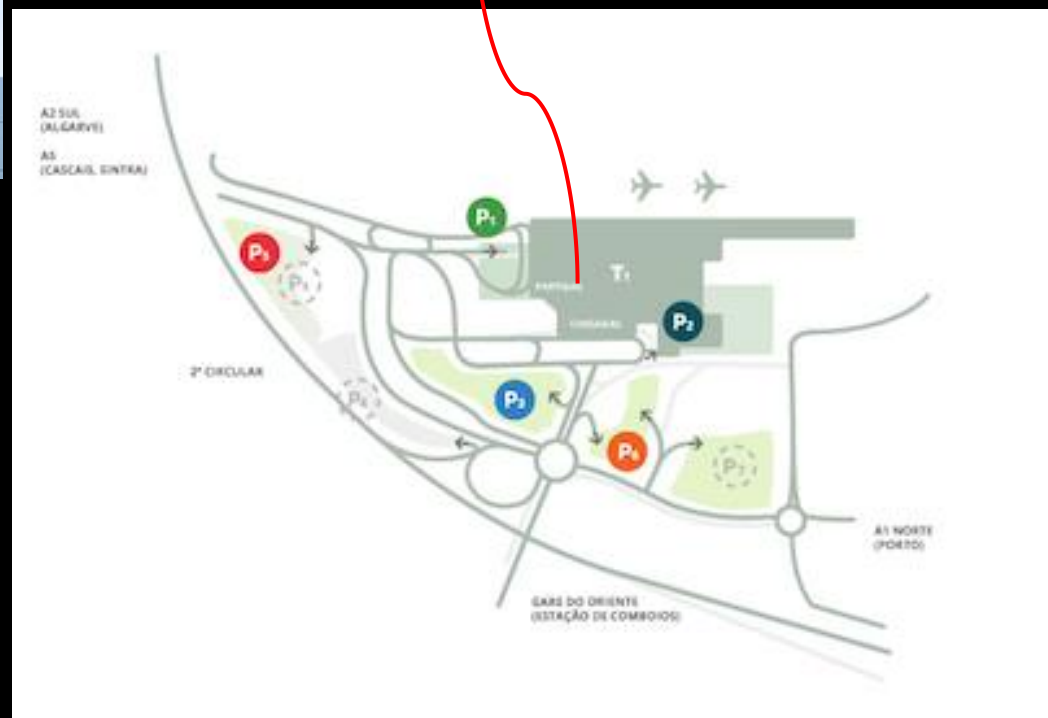 A2 SUL
(ALGARVE)
A5
(CASCAIS, SINTRA)
P1
P5
T1
PARTIDAS
CHEGADAS
P2
2ª CIRCULAR
P3
P6
P7
A1 NORTE
(PORTO)
GARE DO ORIENTE
(ESTAÇÃO DE COMBOIOS)